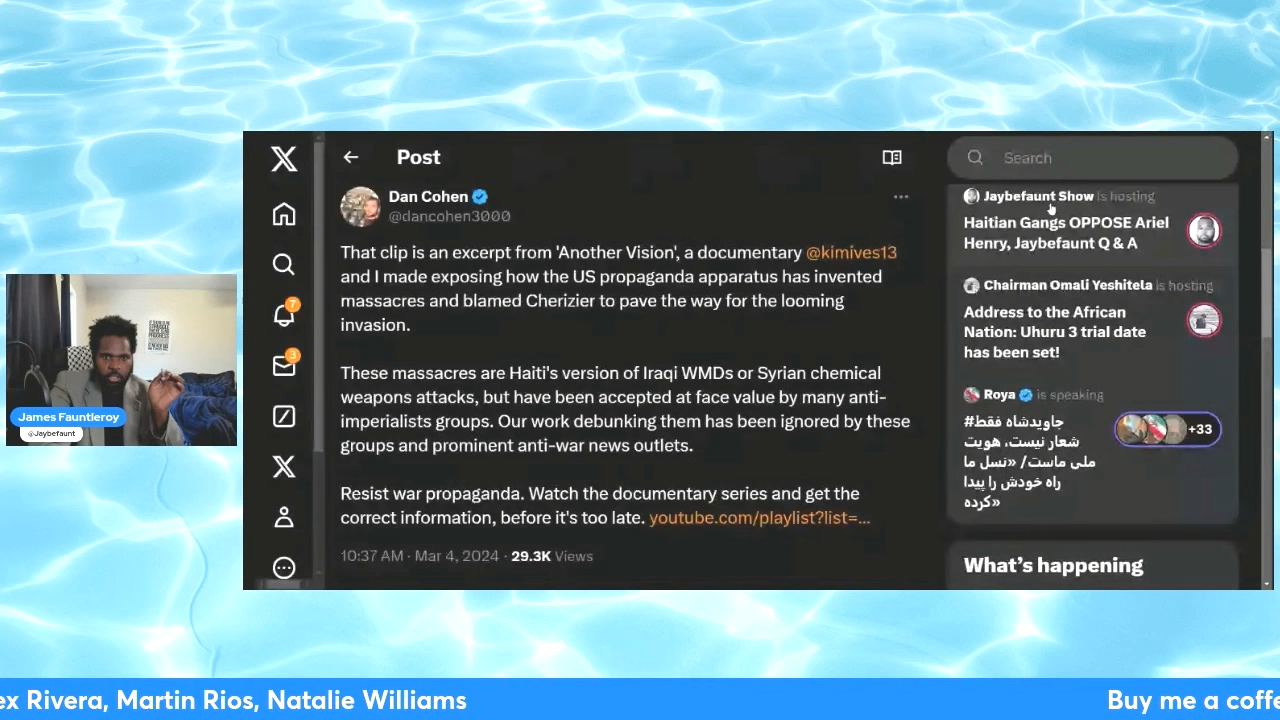 Post
Search
Dan Cohen
@dancohen3000
That clip is an excerpt from 'Another Vision', a documentary @kimives13
and I made exposing how the US propaganda apparatus has invented
massacres and blamed Cherizier to pave the way for the looming
invasion.
These massacres are Haiti's version of Iraqi WMDs or Syrian chemical
weapons attacks, but have been accepted at face value by many anti-
imperialists groups. Our work debunking them has been ignored by these
groups and prominent anti-war news outlets.
Resist war propaganda. Watch the documentary series and get the
correct information, before it's too late. youtube.com/playlist?list=...
10:37 AM · Mar 4, 2024 · 29.3K Views
7
3
Jaybefaunt Show is hosting
Haitian Gangs OPPOSE Ariel
Henry, Jaybefaunt Q & A
Chairman Omali Yeshitela is hosting
Address to the African
Nation: Uhuru 3 trial date
has been set!
Roya is speaking
#جاویدشاه فقط
شعار نیست، هویت
ملی ماست/ «نسل ما
راه خودش را پیدا
کرده»
+33
What's happening
James Fauntleroy
@Jaybefaunt
ex Rivera, Martin Rios, Natalie Williams
Buy me a coffe